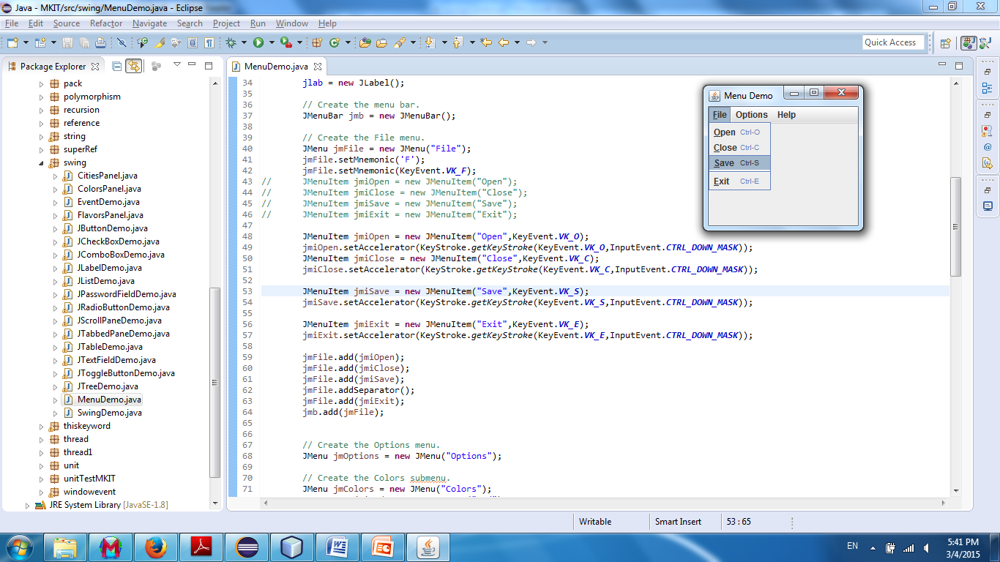 Java - MKIT/src/swing/MenuDemo.java - Eclipse
File Edit Source Refactor Navigate Search Project Run Window Help
Quick Access
Package Explorer
pack
polymorphism
recursion
reference
string
superRef
swing
CitiesPanel.java
ColorsPanel.java
EventDemo.java
FlavorsPanel.java
JButtonDemo.java
JCheckBoxDemo.java
JComboBoxDemo.java
JLabelDemo.java
JListDemo.java
JPasswordFieldDemo.java
JRadioButtonDemo.java
JScrollPaneDemo.java
JTabbedPaneDemo.java
JTableDemo.java
JTextFieldDemo.java
JToggleButtonDemo.java
JTreeDemo.java
MenuDemo.java
SwingDemo.java
thiskeyword
thread
thread1
unit
unitTestMKIT
windowevent
JRE System Library [JavaSE-1.8]
MenuDemo.java
34 jlab = new JLabel();
35
36 // Create the menu bar.
37 JMenuBar jmb = new JMenuBar();
38
39 // Create the File menu.
40 JMenu jmFile = new JMenu("File");
41 jmFile.setMnemonic('F');
42 jmFile.setMnemonic(KeyEvent.VK_F);
43 // JMenuItem jmiOpen = new JMenuItem("Open");
44 // JMenuItem jmiClose = new JMenuItem("Close");
45 // JMenuItem jmiSave = new JMenuItem("Save");
46 // JMenuItem jmiExit = new JMenuItem("Exit");
47
48 JMenuItem jmiOpen = new JMenuItem("Open",KeyEvent.VK_O);
49 jmiOpen.setAccelerator(KeyStroke.getKeyStroke(KeyEvent.VK_O,InputEvent.CTRL_DOWN_MASK));
50 JMenuItem jmiClose = new JMenuItem("Close",KeyEvent.VK_C);
51 jmiClose.setAccelerator(KeyStroke.getKeyStroke(KeyEvent.VK_C,InputEvent.CTRL_DOWN_MASK));
52
53 JMenuItem jmiSave = new JMenuItem("Save",KeyEvent.VK_S);
54 jmiSave.setAccelerator(KeyStroke.getKeyStroke(KeyEvent.VK_S,InputEvent.CTRL_DOWN_MASK));
55
56 JMenuItem jmiExit = new JMenuItem("Exit",KeyEvent.VK_E);
57 jmiExit.setAccelerator(KeyStroke.getKeyStroke(KeyEvent.VK_E,InputEvent.CTRL_DOWN_MASK));
58
59 jmFile.add(jmiOpen);
60 jmFile.add(jmiClose);
61 jmFile.add(jmiSave);
62 jmFile.addSeparator();
63 jmFile.add(jmiExit);
64 jmb.add(jmFile);
65
66
67 // Create the Options menu.
68 JMenu jmOptions = new JMenu("Options");
69
70 // Create the Colors submenu.
71 JMenu jmColors = new JMenu("Colors");
Menu Demo
File Options Help
Open Ctrl-O
Close Ctrl-C
Save Ctrl-S
Exit Ctrl-E
Writable Smart Insert 53 : 65
EN
5:41 PM
3/4/2015